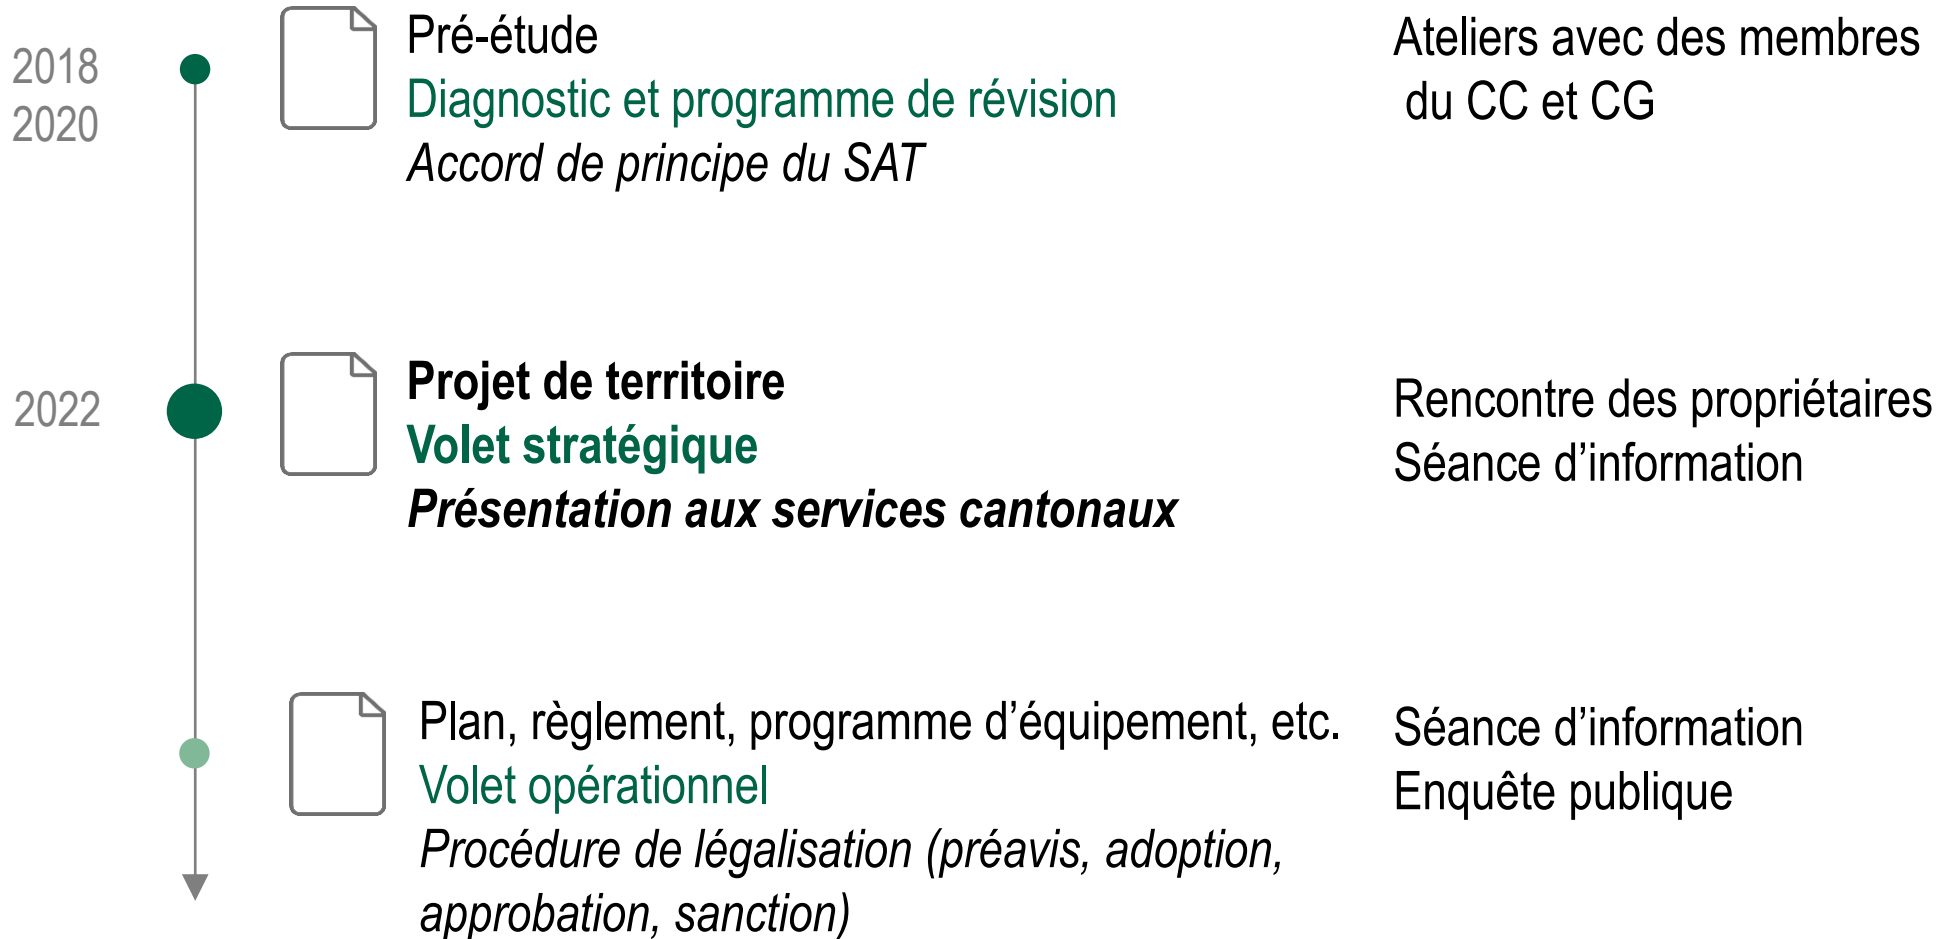 2018
2020
Pré-étude
Diagnostic et programme de révision
Accord de principe du SAT
Ateliers avec des membres
du CC et CG
2022
Projet de territoire
Volet stratégique
Présentation aux services cantonaux
Rencontre des propriétaires
Séance d’information
Plan, règlement, programme d’équipement, etc.
Volet opérationnel
Procédure de légalisation (préavis, adoption,
approbation, sanction)
Séance d’information
Enquête publique